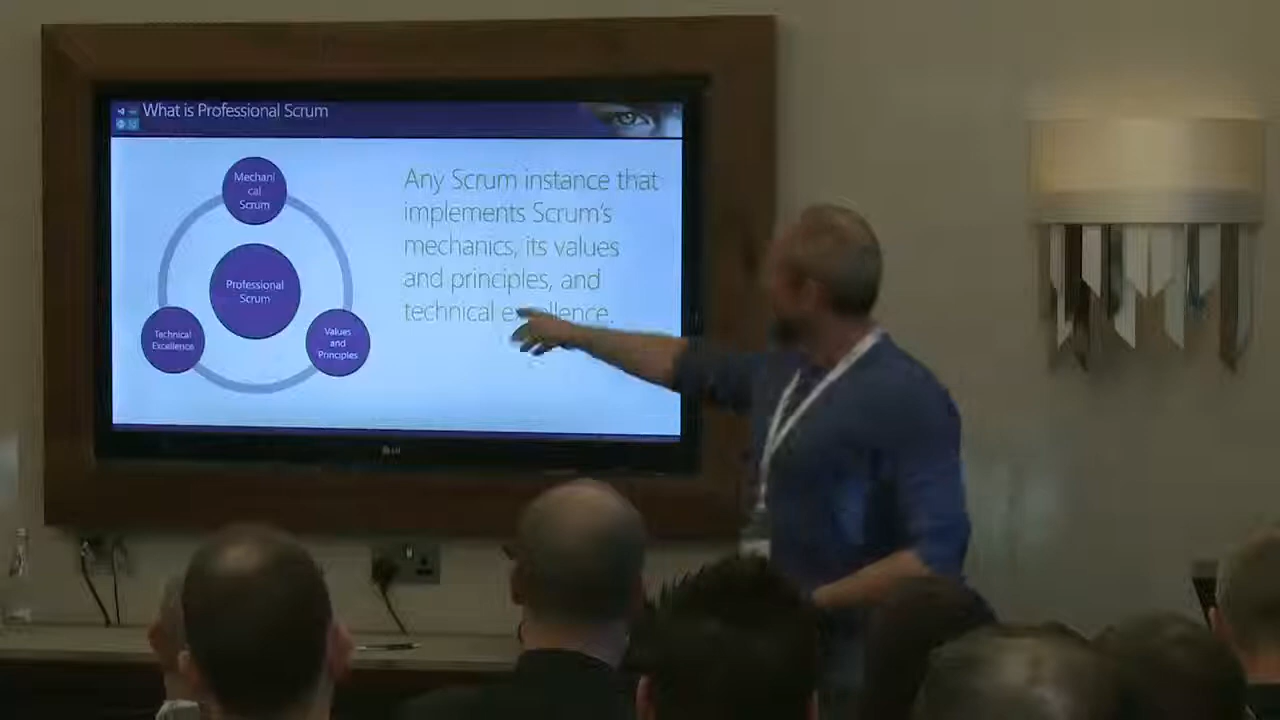 What is Professional Scrum
Mechani
cal
Scrum
Professional
Scrum
Technical
Excellence
Values
and
Principles
Any Scrum instance that
implements Scrum's
mechanics, its values
and principles, and
technical excellence.